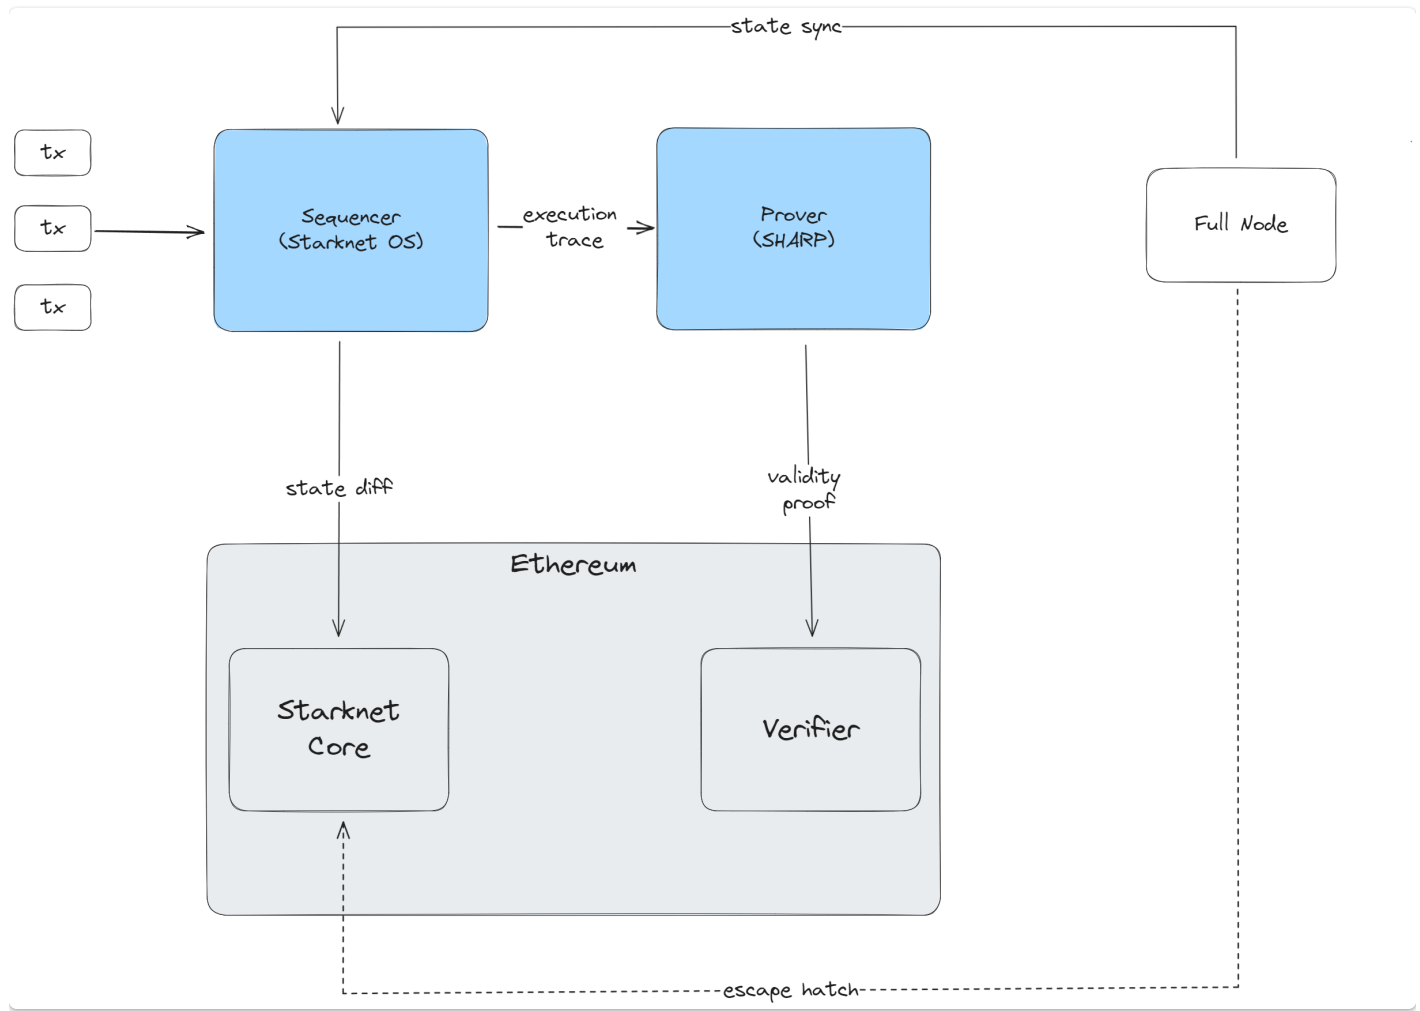 state sync
tx
tx
tx
Sequencer
(Starknet OS)
execution
trace
Prover
(SHARP)
Full Node
state diff
validity
proof
Ethereum
Starknet
Core
Verifier
escape hatch